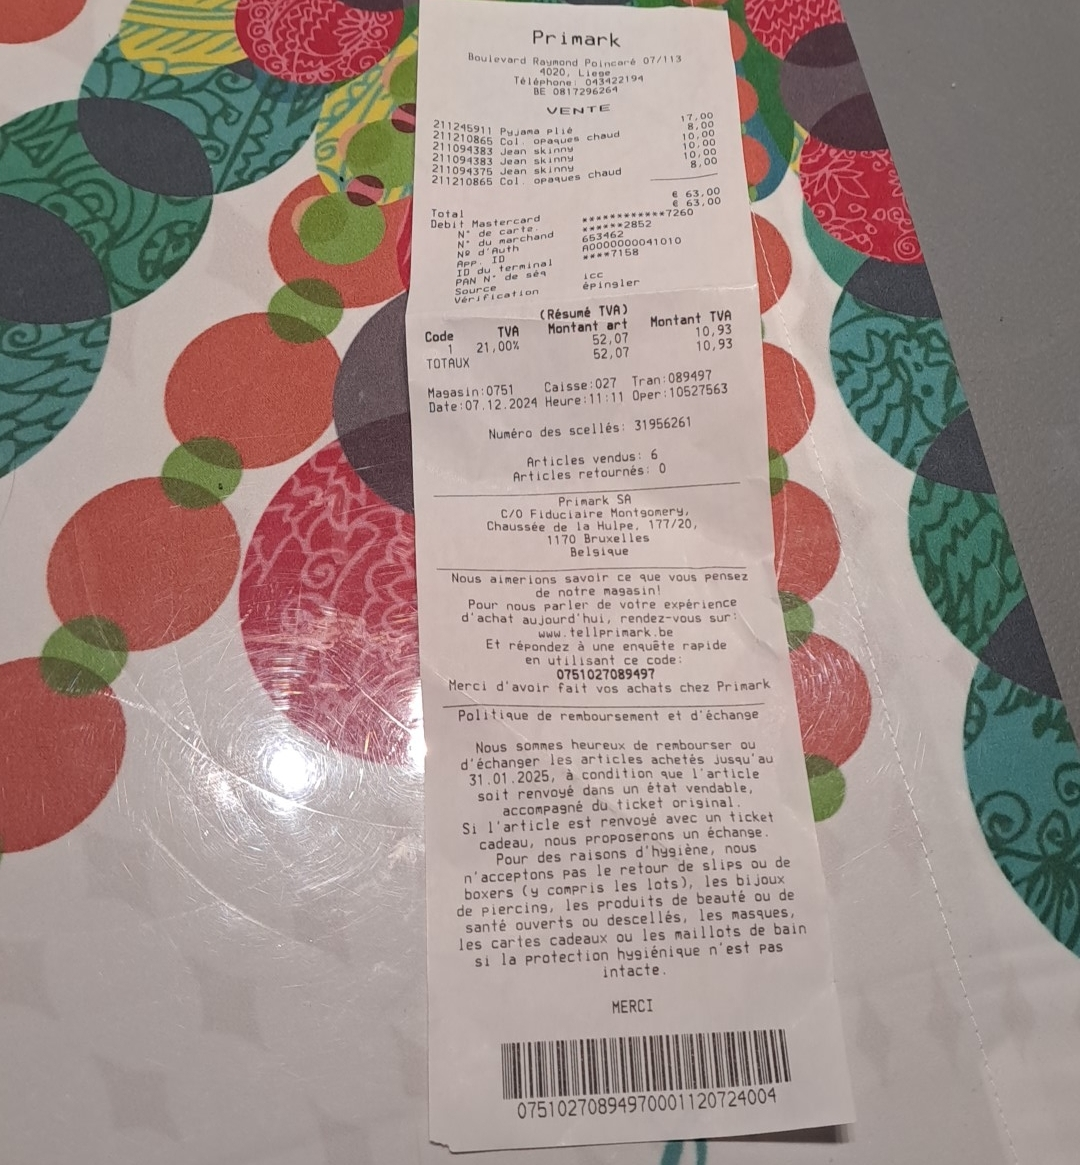 Primark
Boulevard Raymond Poincaré 07/113
4020, Liege
Téléphone: 043422194
BE 0817296264
VENTE
211245911 Pyjama plié 17,00
211210865 Col. opaques chaud 8,00
211094383 Jean skinny 10,00
211094383 Jean skinny 10,00
211094375 Jean skinny 10,00
211210865 Col. opaques chaud 8,00
Total € 63,00
Debit Mastercard € 63,00
N° de carte. ************7260
N° du marchand ******2852
Nº d'Auth 653462
App. ID A0000000041010
ID du terminal ****7158
PAN N° de séq
Source icc
Vérification épingler
(Résumé TVA)
Code TVA Montant art Montant TVA
1 21,00% 52,07 10,93
TOTAUX 52,07 10,93
Magasin:0751 Caisse:027 Tran:089497
Date:07.12.2024 Heure:11:11 Oper:10527563
Numéro des scellés: 31956261
Articles vendus: 6
Articles retournés: 0
Primark SA
C/O Fiduciaire Montgomery,
Chaussée de la Hulpe, 177/20,
1170 Bruxelles
Belgique
Nous aimerions savoir ce que vous pensez
de notre magasin!
Pour nous parler de votre expérience
d'achat aujourd'hui, rendez-vous sur:
www.tellprimark.be
Et répondez à une enquête rapide
en utilisant ce code:
0751027089497
Merci d'avoir fait vos achats chez Primark
Politique de remboursement et d'échange
Nous sommes heureux de rembourser ou
d'échanger les articles achetés jusqu'au
31.01.2025, à condition que l'article
soit renvoyé dans un état vendable,
accompagné du ticket original.
Si l'article est renvoyé avec un ticket
cadeau, nous proposerons un échange.
Pour des raisons d'hygiène, nous
n'acceptons pas le retour de slips ou de
boxers (y compris les lots), les bijoux
de piercing, les produits de beauté ou de
santé ouverts ou descellés, les masques,
les cartes cadeaux ou les maillots de bain
si la protection hygiénique n'est pas
intacte.
MERCI
07510270894970001120724004